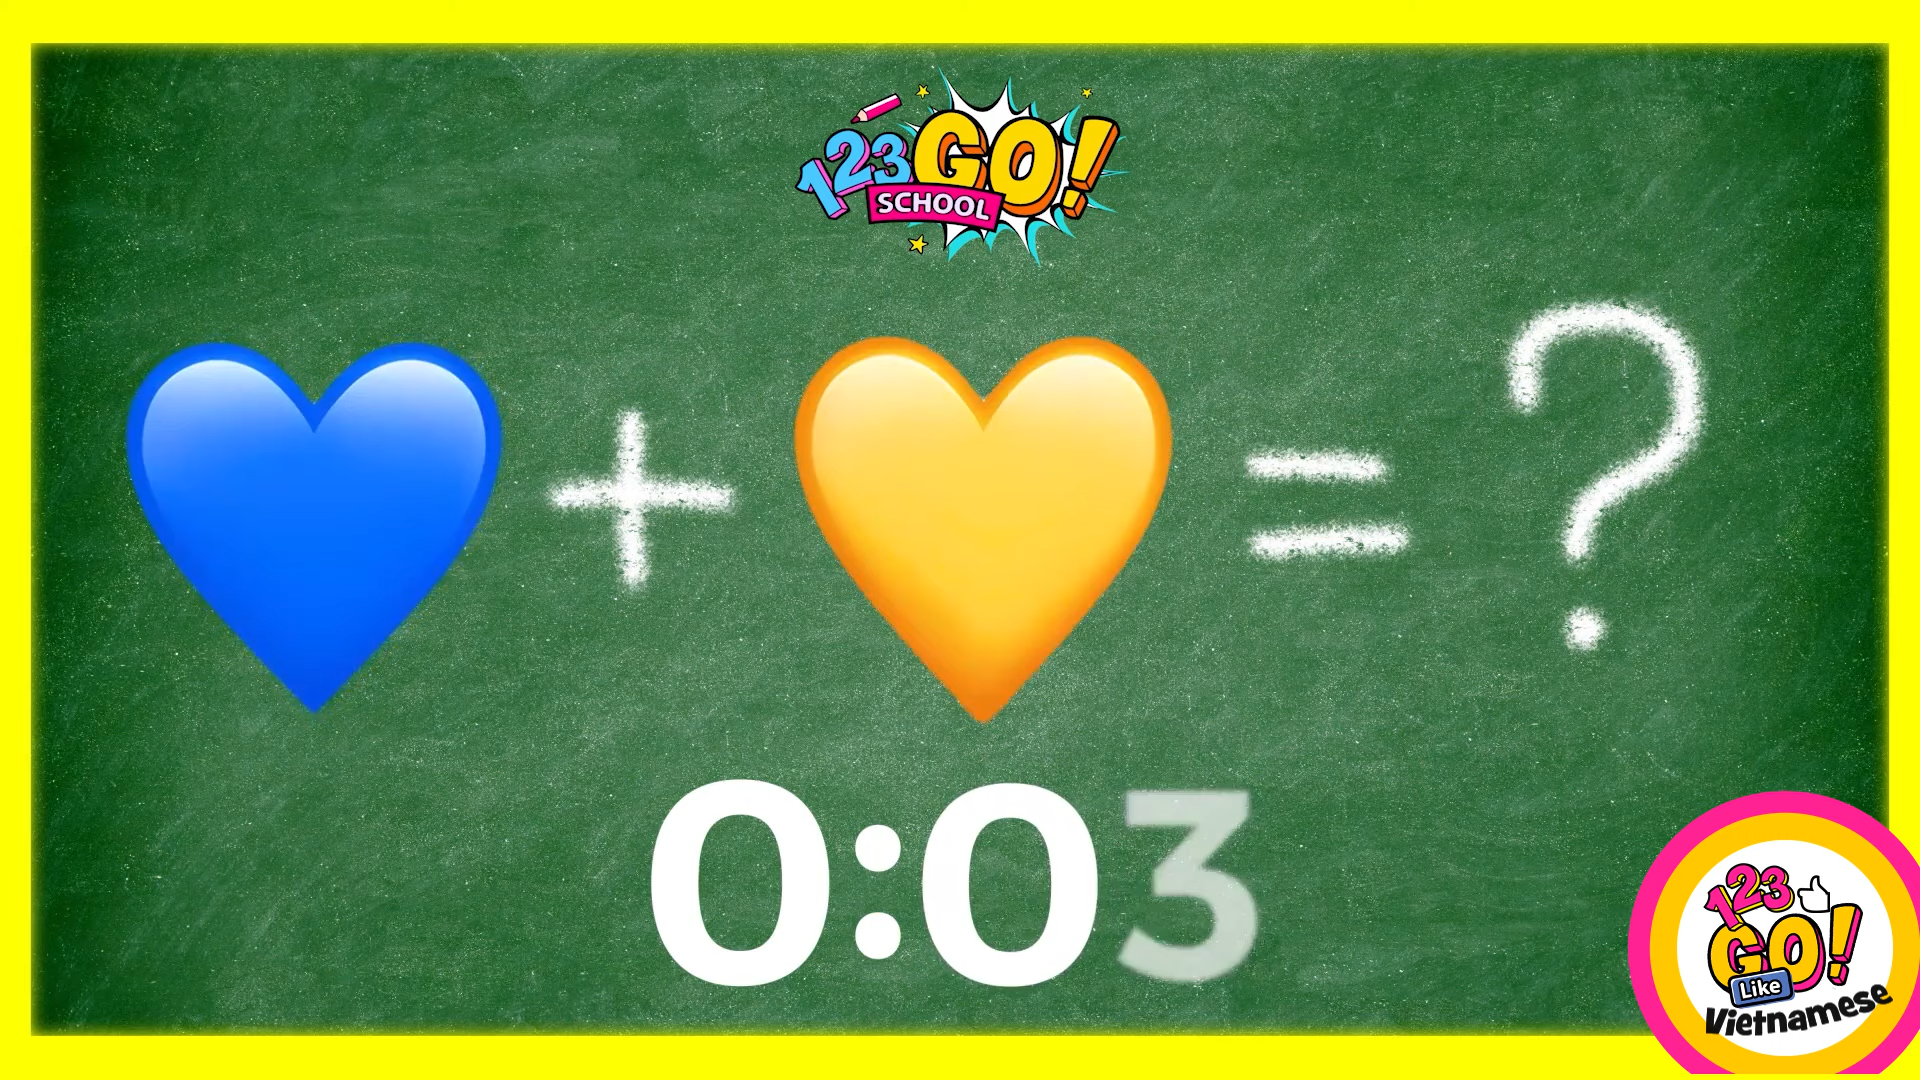 123 GO!
SCHOOL
+ = ?
0:03
123
GO!
Like
Vietnamese